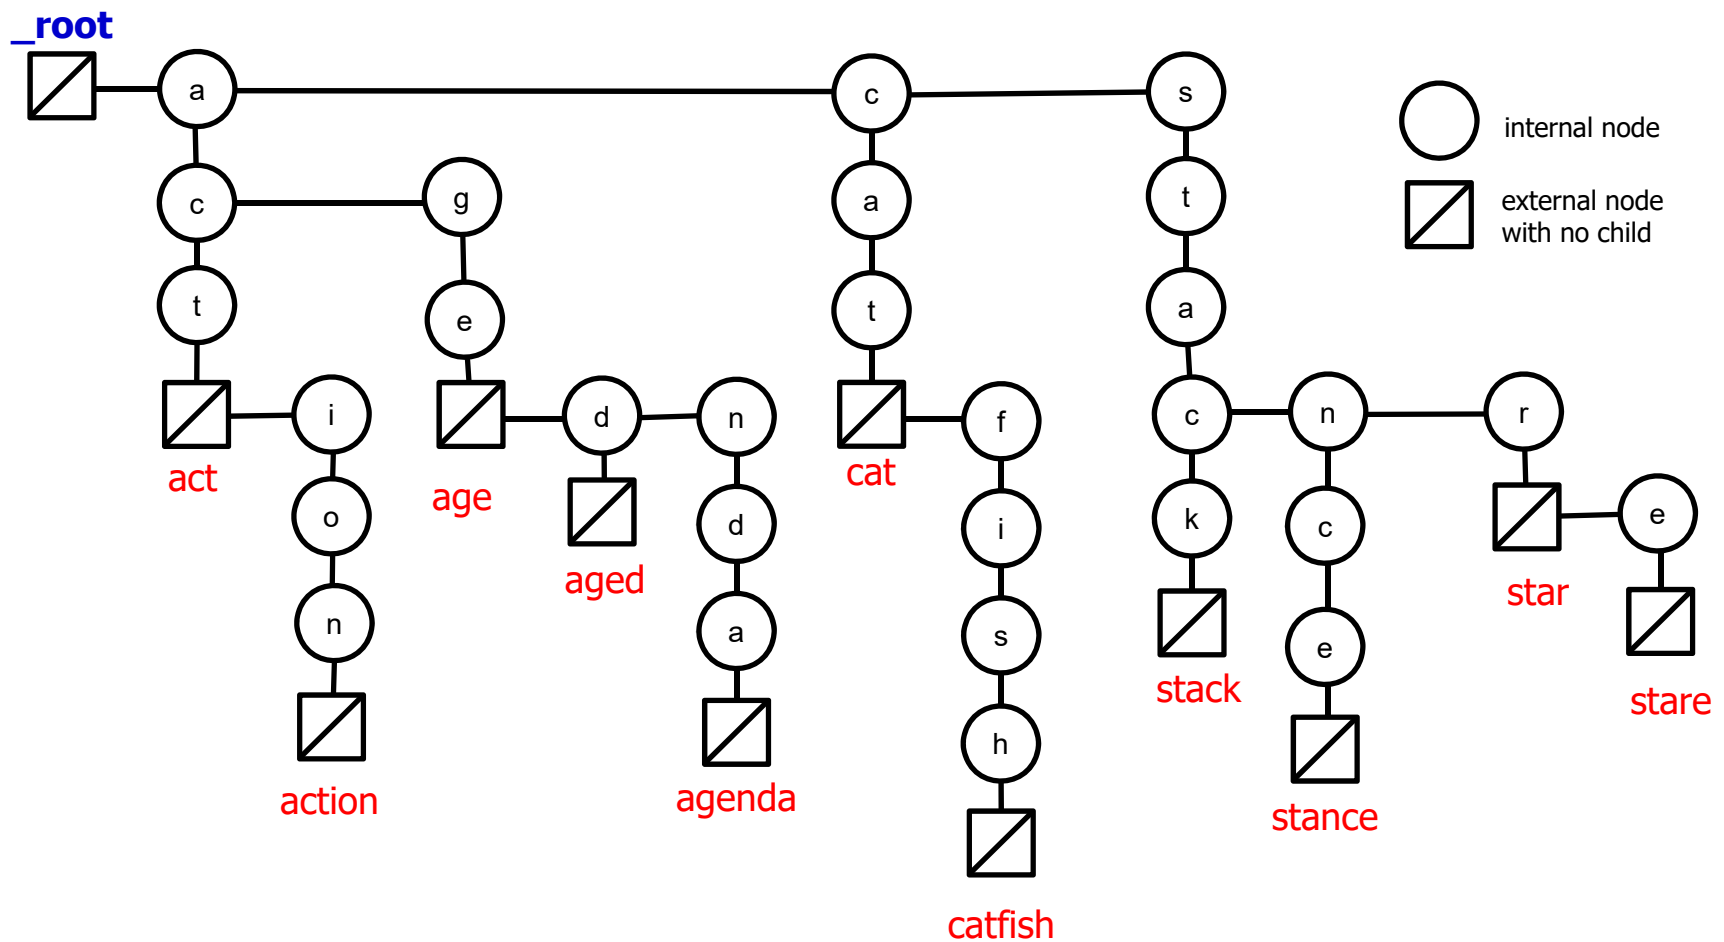 _root
a
c
s
internal node
c
g
a
t
external node
with no child
t
e
t
a
i
d
n
f
c
n
r
act
age
cat
o
d
i
k
c
e
aged
star
n
a
s
e
stack
stare
action
agenda
h
stance
catfish